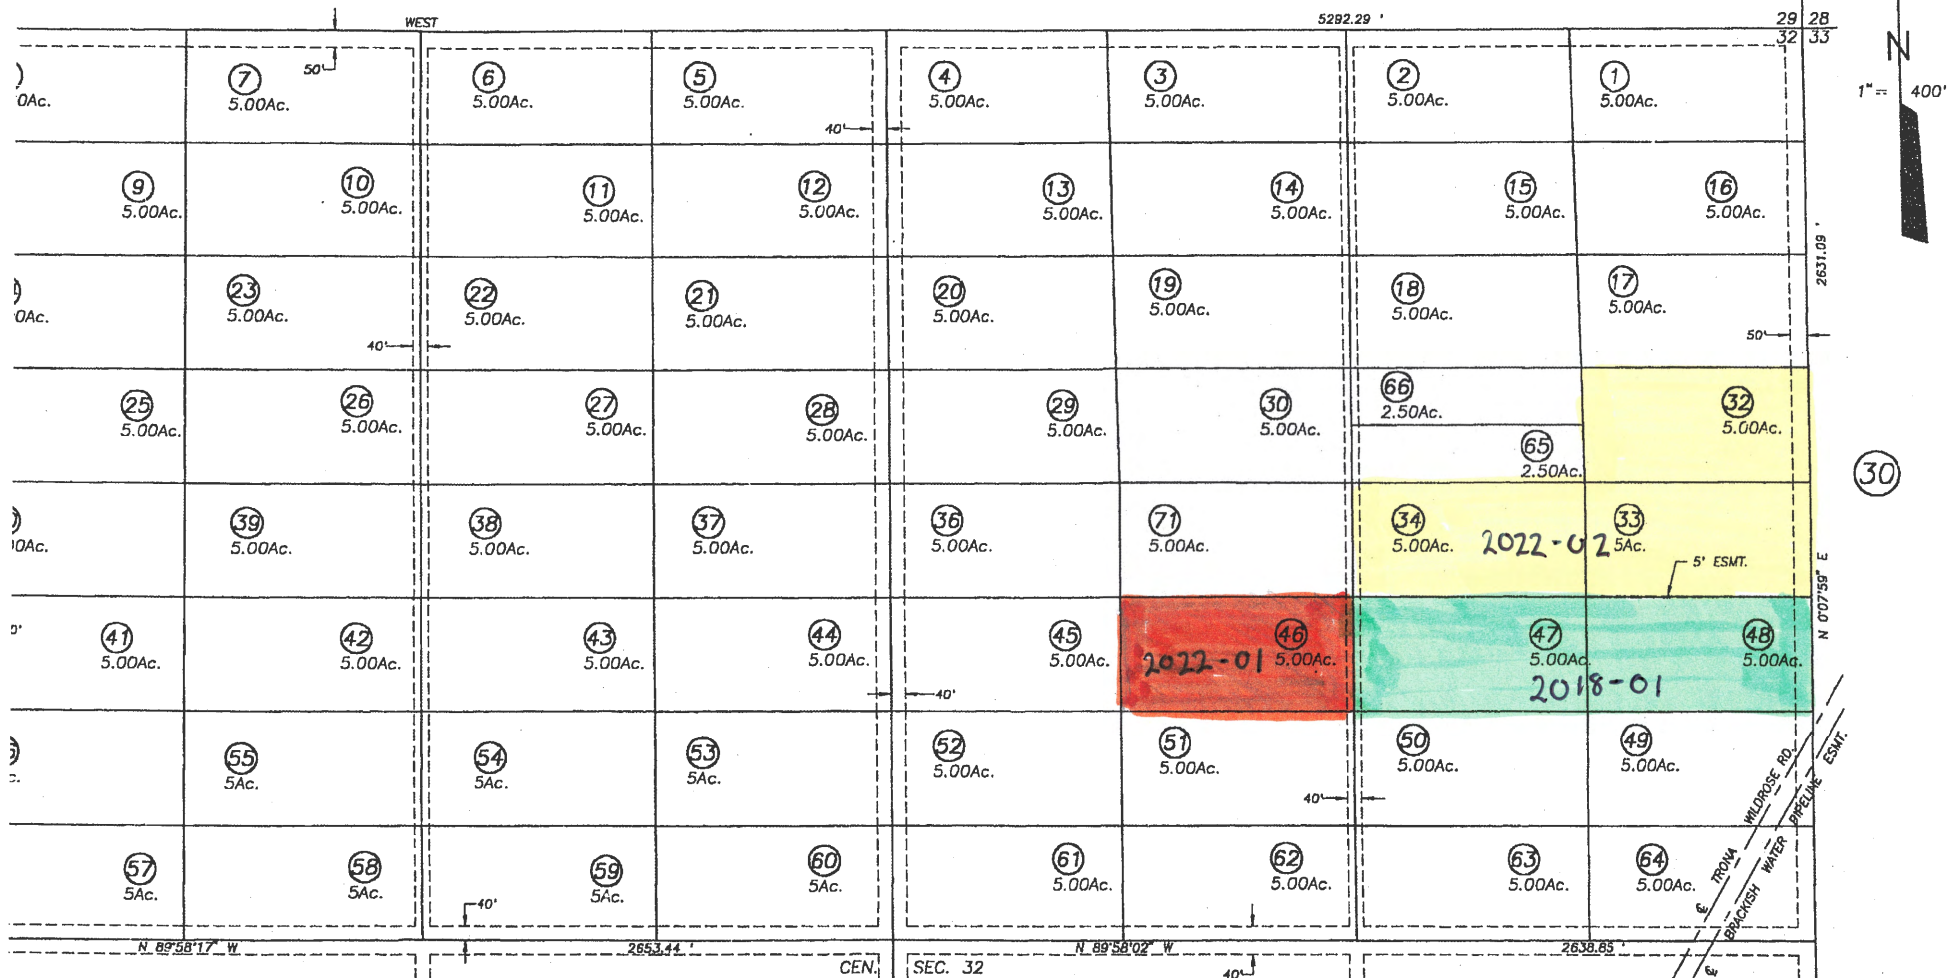 WEST
5292.29 '
29 28
32 33
N
1"= 400'
50'
7
5.00Ac.
6
5.00Ac.
5
5.00Ac.
4
5.00Ac.
3
5.00Ac.
2
5.00Ac.
1
5.00Ac.
0Ac.
40'
9
5.00Ac.
10
5.00Ac.
11
5.00Ac.
12
5.00Ac.
13
5.00Ac.
14
5.00Ac.
15
5.00Ac.
16
5.00Ac.
2631.09 '
23
5.00Ac.
22
5.00Ac.
21
5.00Ac.
20
5.00Ac.
19
5.00Ac.
18
5.00Ac.
17
5.00Ac.
0Ac.
40'
50'
25
5.00Ac.
26
5.00Ac.
27
5.00Ac.
28
5.00Ac.
29
5.00Ac.
30
5.00Ac.
66
2.50Ac.
65
2.50Ac.
32
5.00Ac.
30
39
5.00Ac.
38
5.00Ac.
37
5.00Ac.
36
5.00Ac.
71
5.00Ac.
34
5.00Ac.
2022-02
33
5Ac.
5' ESMT.
0Ac.
N 0°07'59" E
0'
41
5.00Ac.
42
5.00Ac.
43
5.00Ac.
44
5.00Ac.
45
5.00Ac.
46
5.00Ac.
2022-01
47
5.00Ac.
48
5.00Ac.
2018-01
40'
55
5Ac.
54
5Ac.
53
5Ac.
52
5.00Ac.
51
5.00Ac.
50
5.00Ac.
49
5.00Ac.
c.
40'
57
5Ac.
58
5Ac.
59
5Ac.
60
5Ac.
61
5.00Ac.
62
5.00Ac.
63
5.00Ac.
64
5.00Ac.
℄ TRONA WILDROSE RD.
℄ BRACKISH WATER PIPELINE ESMT.
40'
N 89°58'17" W
2653.44 '
N 89°58'02" W
2638.85 '
CEN. SEC. 32
40'